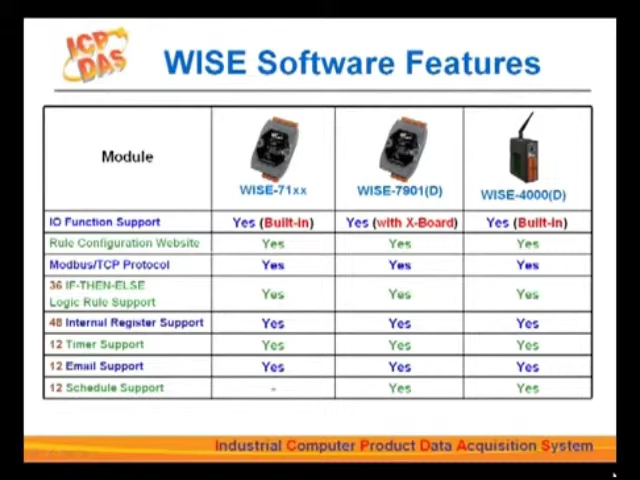 ICP
DAS
WISE Software Features
Module
WISE-71xx
WISE-7901(D)
WISE-4000(D)
IO Function Support Yes (Built-in) Yes (with X-Board) Yes (Built-in)
Rule Configuration Website Yes Yes Yes
Modbus/TCP Protocol Yes Yes Yes
36 IF-THEN-ELSE
Logic Rule Support Yes Yes Yes
48 Internal Register Support Yes Yes Yes
12 Timer Support Yes Yes Yes
12 Email Support Yes Yes Yes
12 Schedule Support - Yes Yes
Industrial Computer Product Data Acquisition System